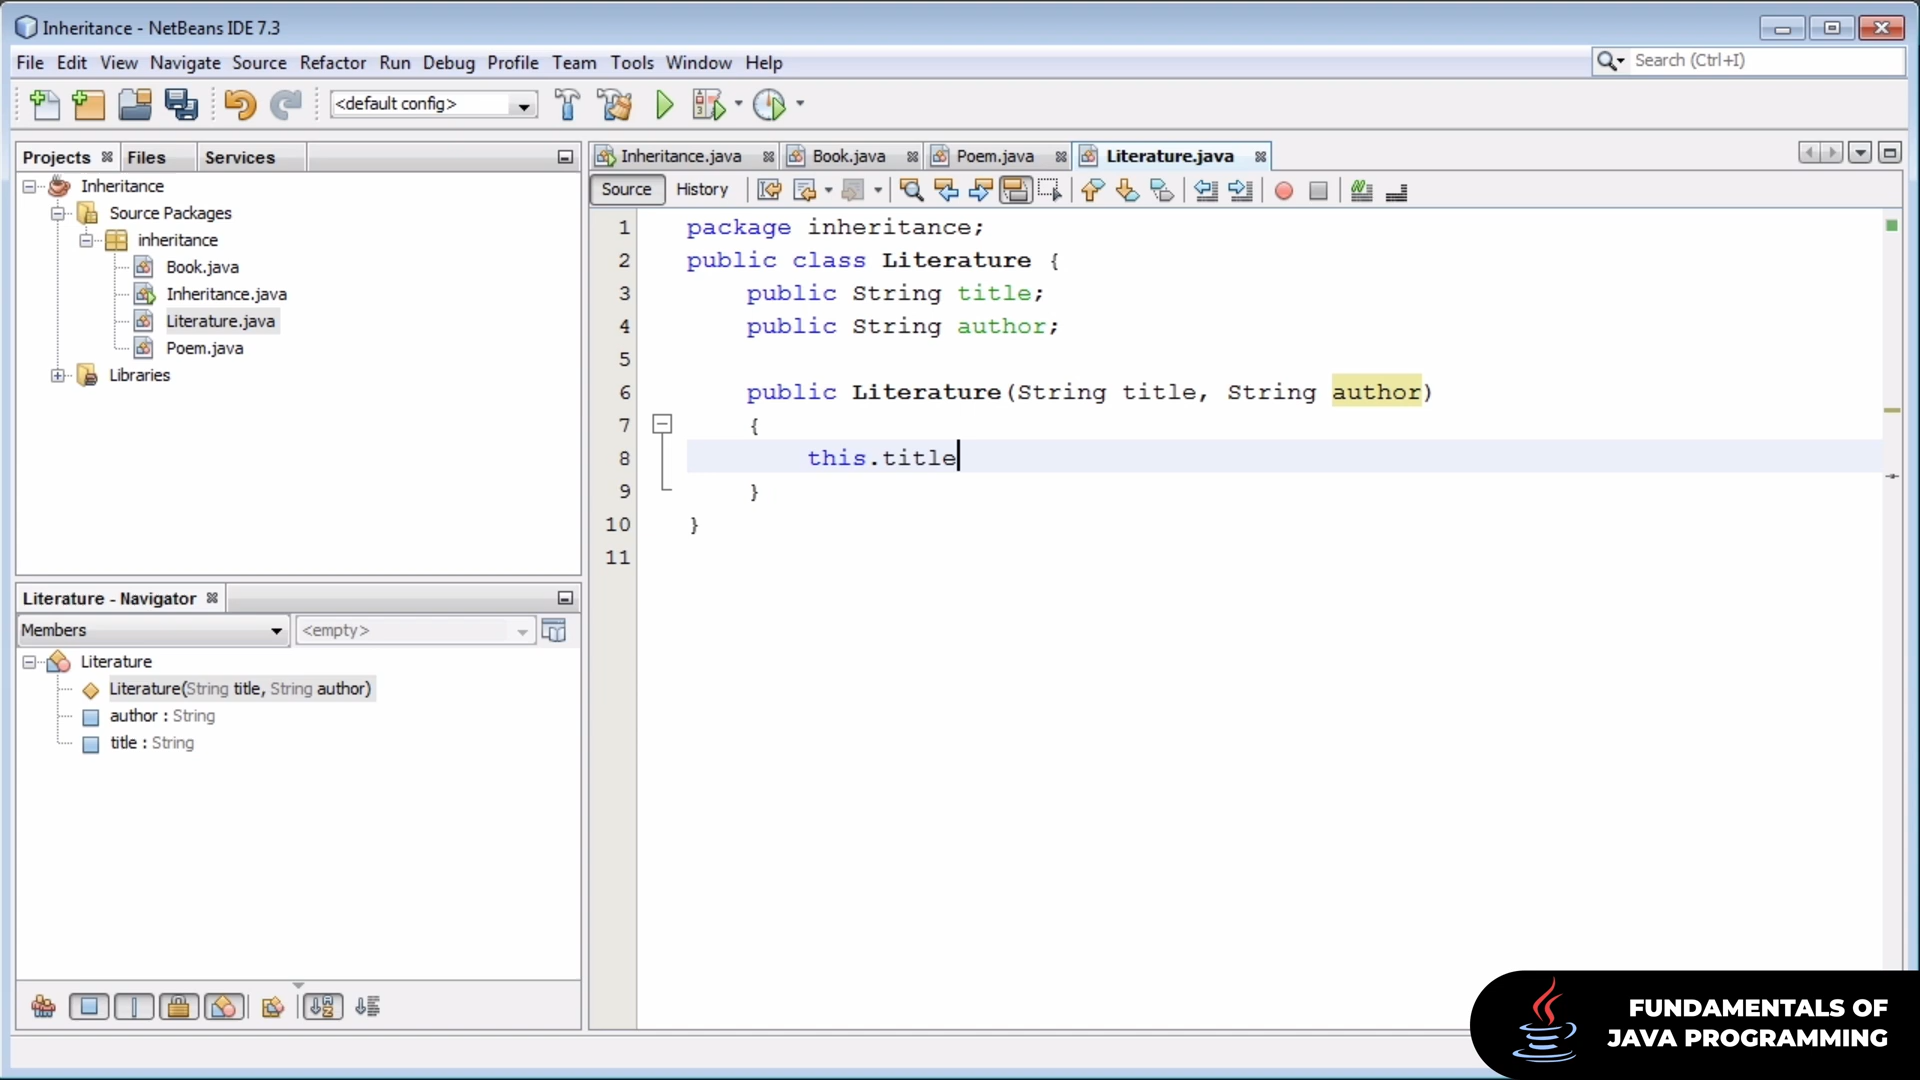 Inheritance - NetBeans IDE 7.3
File Edit View Navigate Source Refactor Run Debug Profile Team Tools Window Help
Search (Ctrl+I)
<default config>
Projects Files Services
Inheritance
Source Packages
inheritance
Book.java
Inheritance.java
Literature.java
Poem.java
Libraries
Literature - Navigator
Members <empty>
Literature
Literature(String title, String author)
author : String
title : String
Inheritance.java Book.java Poem.java Literature.java
Source History
1 package inheritance;
2 public class Literature {
3 public String title;
4 public String author;
5
6 public Literature(String title, String author)
7 {
8 this.title
9 }
10 }
11
FUNDAMENTALS OF
JAVA PROGRAMMING